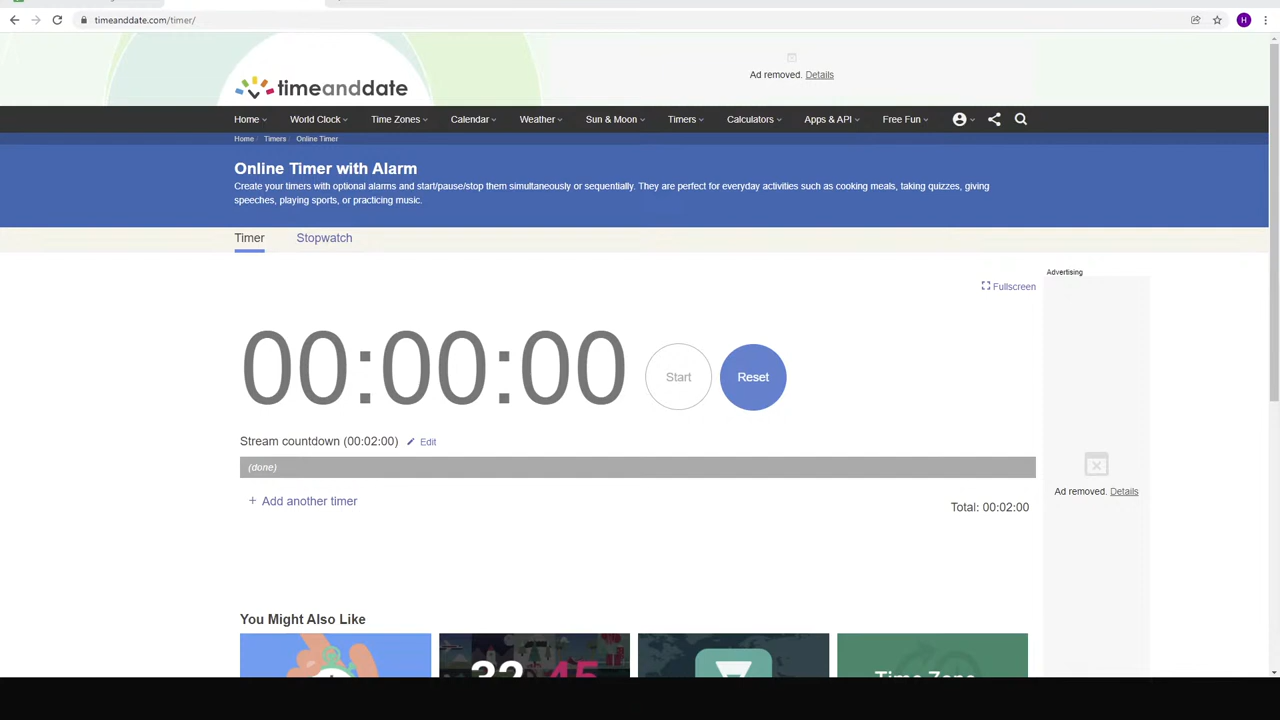 timeanddate.com/timer/
H
timeanddate
Ad removed. Details
Home World Clock Time Zones Calendar Weather Sun & Moon Timers Calculators Apps & API Free Fun
Home / Timers / Online Timer
Online Timer with Alarm
Create your timers with optional alarms and start/pause/stop them simultaneously or sequentially. They are perfect for everyday activities such as cooking meals, taking quizzes, giving
speeches, playing sports, or practicing music.
Timer Stopwatch
Advertising
Fullscreen
00:00:00 Start Reset
Stream countdown (00:02:00) Edit
(done)
Ad removed. Details
+ Add another timer
Total: 00:02:00
You Might Also Like
32 45
Time Zone